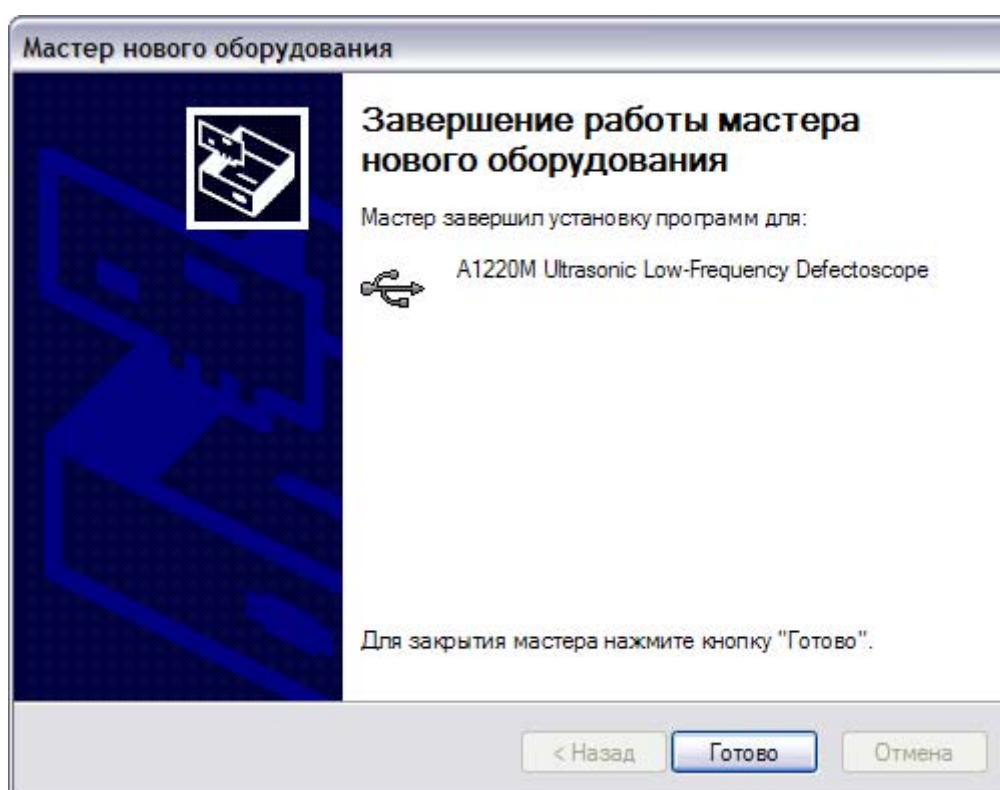 Мастер нового оборудования
Завершение работы мастера
нового оборудования
Мастер завершил установку программ для:
A1220M Ultrasonic Low-Frequency Defectoscope
Для закрытия мастера нажмите кнопку "Готово".
< Назад
Готово
Отмена